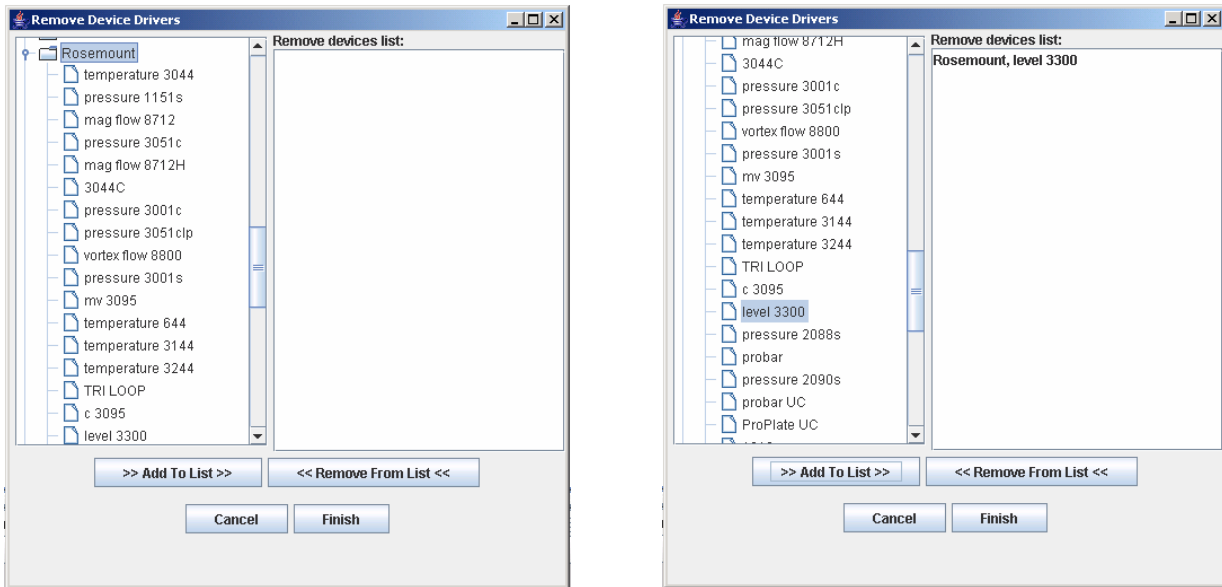 Remove Device Drivers
Remove devices list:
Rosemount
temperature 3044
pressure 1151s
mag flow 8712
pressure 3051c
mag flow 8712H
3044C
pressure 3001c
pressure 3051clp
vortex flow 8800
pressure 3001s
mv 3095
temperature 644
temperature 3144
temperature 3244
TRI LOOP
c 3095
level 3300
>> Add To List >>
<< Remove From List <<
Cancel
Finish
Remove Device Drivers
Remove devices list:
Rosemount, level 3300
mag flow 8712H
3044C
pressure 3001c
pressure 3051clp
vortex flow 8800
pressure 3001s
mv 3095
temperature 644
temperature 3144
temperature 3244
TRI LOOP
c 3095
level 3300
pressure 2088s
probar
pressure 2090s
probar UC
ProPlate UC
>> Add To List >>
<< Remove From List <<
Cancel
Finish